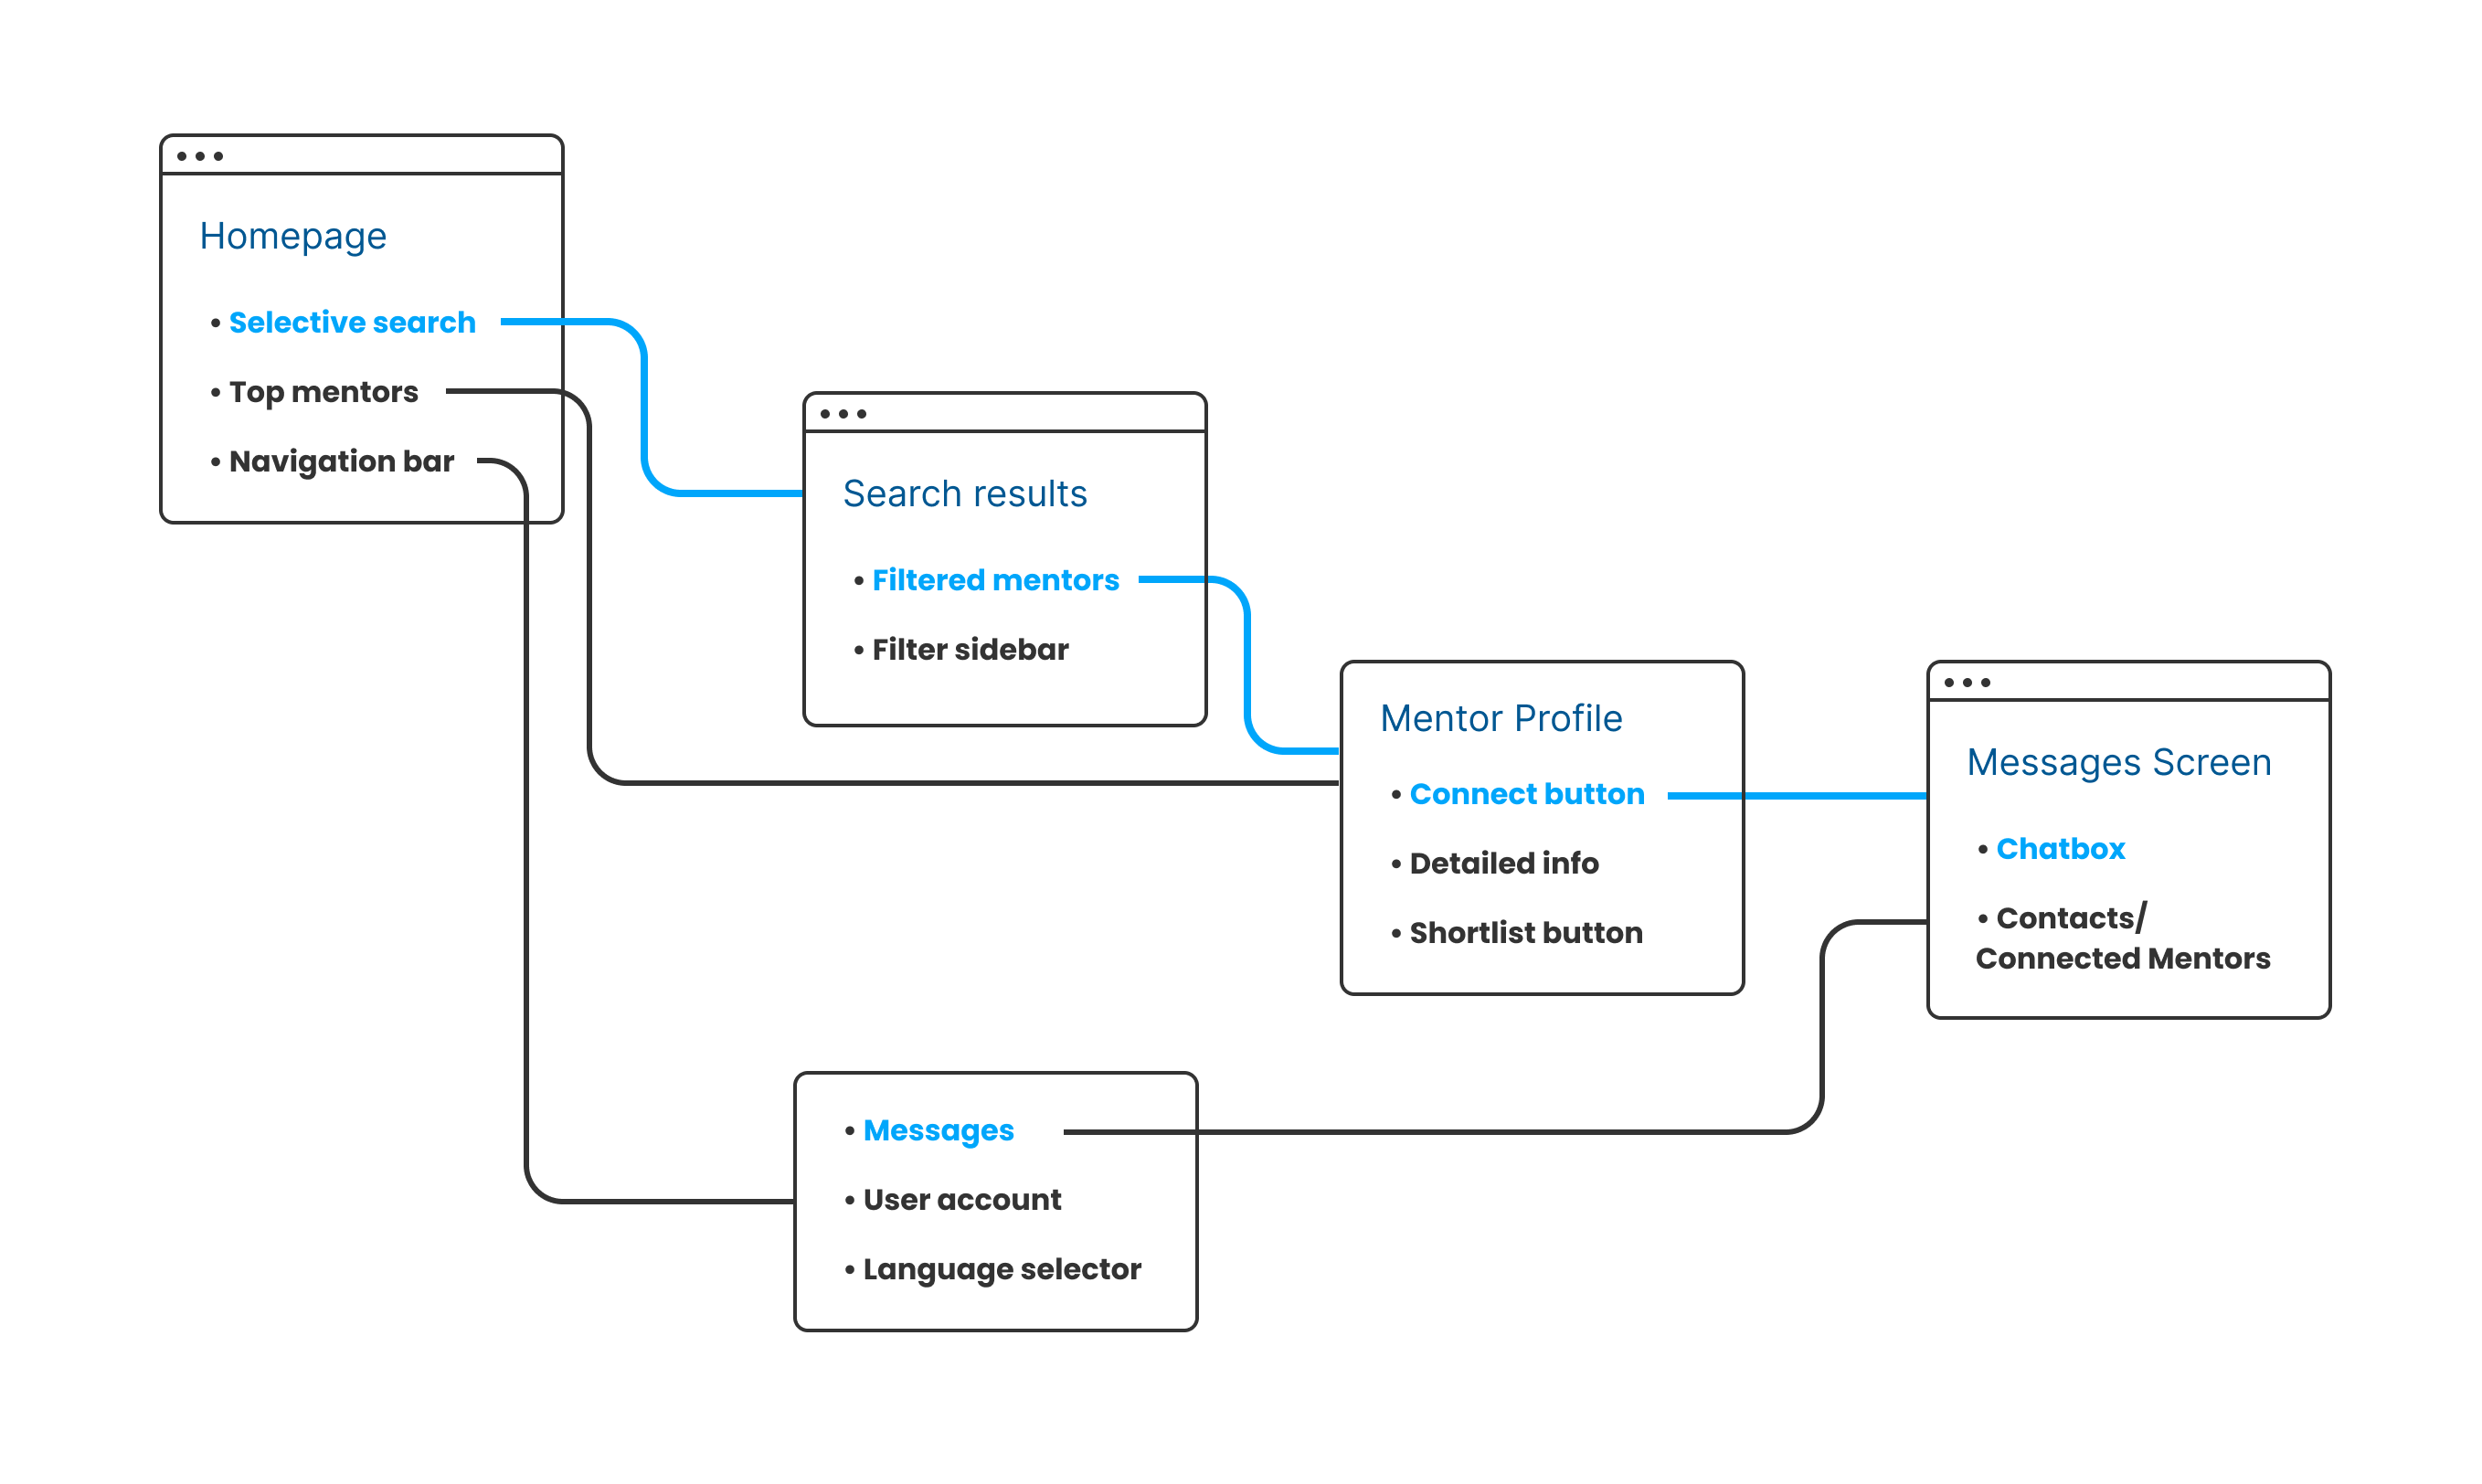 Homepage
• Selective search
• Top mentors
• Navigation bar
Search results
• Filtered mentors
• Filter sidebar
Mentor Profile
• Connect button
• Detailed info
• Shortlist button
Messages Screen
• Chatbox
• Contacts/
Connected Mentors
• Messages
• User account
• Language selector